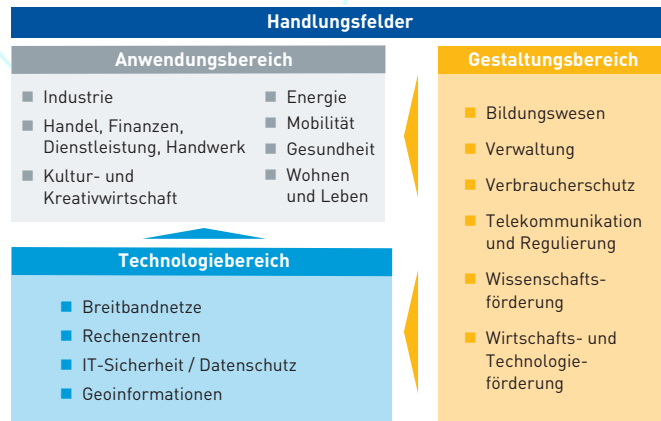 Handlungsfelder
Anwendungsbereich
Industrie
Handel, Finanzen,
Dienstleistung, Handwerk
Kultur- und
Kreativwirtschaft
Energie
Mobilität
Gesundheit
Wohnen
und Leben
Technologiebereich
Breitbandnetze
Rechenzentren
IT-Sicherheit / Datenschutz
Geoinformationen
Gestaltungsbereich
Bildungswesen
Verwaltung
Verbraucherschutz
Telekommunikation
und Regulierung
Wissenschafts-
förderung
Wirtschafts- und
Technologie-
förderung